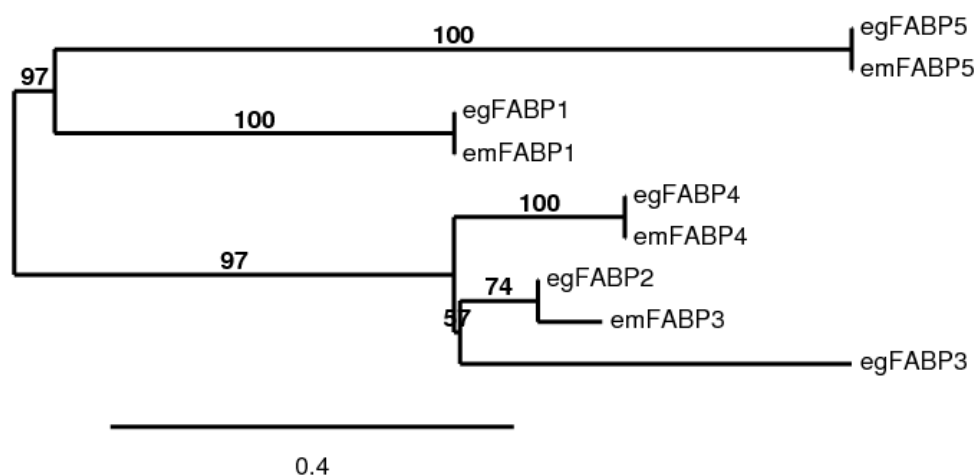 egFABP5
100
emFABP5
97
egFABP1
100
emFABP1
egFABP4
100
emFABP4
97
egFABP2
74
57
emFABP3
egFABP3
0.4